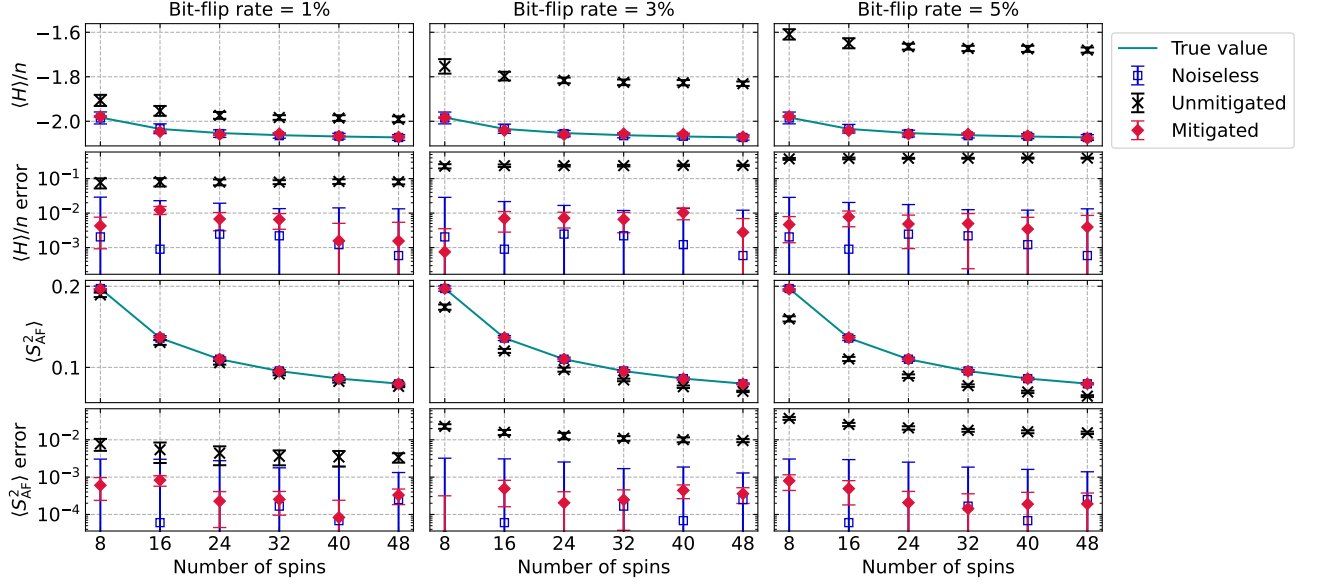 Bit-flip rate = 1%
Bit-flip rate = 3%
Bit-flip rate = 5%
⟨H⟩/n
−1.6
−1.8
−2.0
True value
Noiseless
Unmitigated
Mitigated
⟨H⟩/n error
10⁻¹
10⁻²
10⁻³
⟨S²_AF⟩
0.2
0.1
⟨S²_AF⟩ error
10⁻²
10⁻³
10⁻⁴
8 16 24 32 40 48
8 16 24 32 40 48
8 16 24 32 40 48
Number of spins
Number of spins
Number of spins